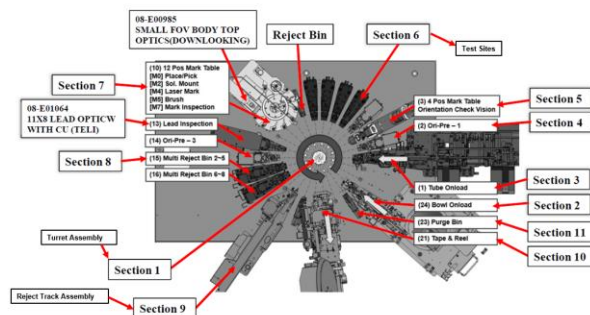 08-E00985
SMALL FOV BODY TOP
OPTICS(DOWNLOOKING)
Reject Bin
Section 6
Test Sites
Section 7
(10) 12 Pos Mark Table
[M0] Place/Pick
[M2] Sol. Mount
[M4] Laser Mark
[M5] Brush
[M7] Mark Inspection
(3) 4 Pos Mark Table
Orientation Check Vision
Section 5
08-E01064
11X8 LEAD OPTICW
WITH CU (TELI)
(13) Lead Inspection
(2) Ori-Pre – 1
Section 4
(14) Ori-Pre – 3
Section 8
(15) Multi Reject Bin 2~5
(16) Multi Reject Bin 6~8
(1) Tube Onload
Section 3
(24) Bowl Onload
Section 2
(23) Purge Bin
Section 11
(21) Tape & Reel
Section 10
Turret Assembly
Section 1
Reject Track Assembly
Section 9